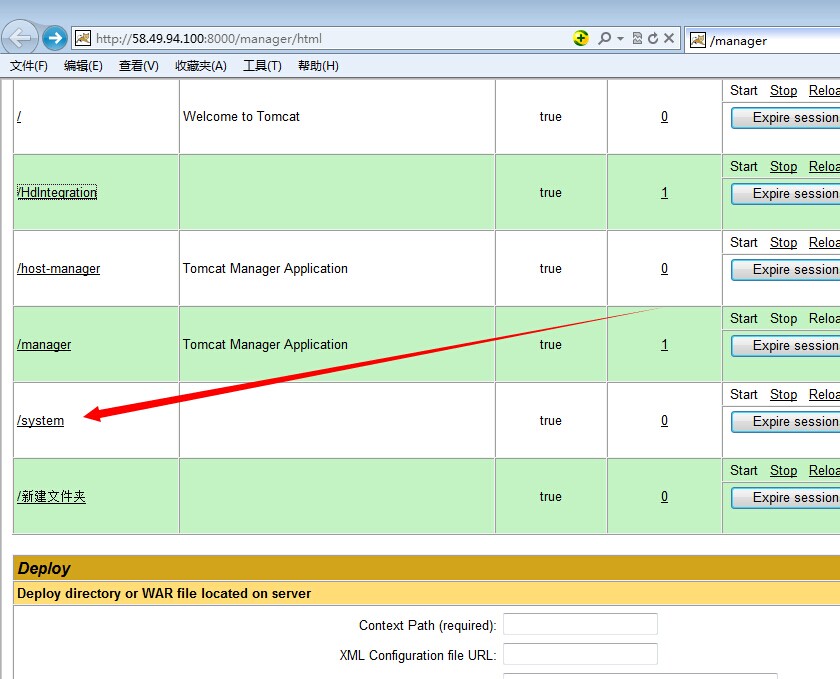 http://58.49.94.100:8000/manager/html
/manager
文件(F) 编辑(E) 查看(V) 收藏夹(A) 工具(T) 帮助(H)
/ Welcome to Tomcat true 0 Start Stop Reloa
Expire session
/HdIntegration true 1 Start Stop Reloa
Expire session
/host-manager Tomcat Manager Application true 0 Start Stop Reloa
Expire session
/manager Tomcat Manager Application true 1 Start Stop Reloa
Expire session
/system true 0 Start Stop Reloa
Expire session
/新建文件夹 true 0 Start Stop Reloa
Expire session
Deploy
Deploy directory or WAR file located on server
Context Path (required):
XML Configuration file URL: